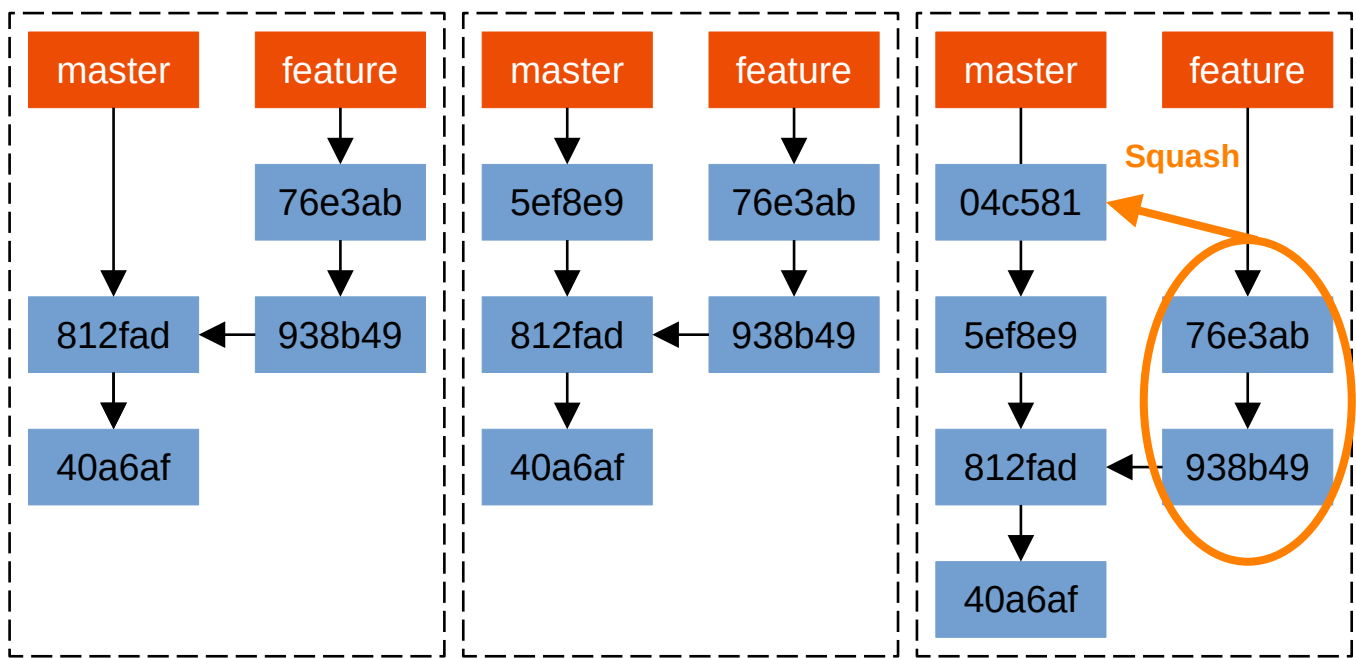 master
feature
76e3ab
812fad
938b49
40a6af
master
feature
5ef8e9
76e3ab
812fad
938b49
40a6af
master
feature
Squash
04c581
5ef8e9
76e3ab
812fad
938b49
40a6af